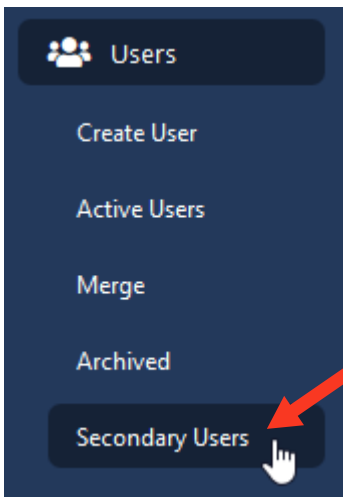 Users
Create User
Active Users
Merge
Archived
Secondary Users